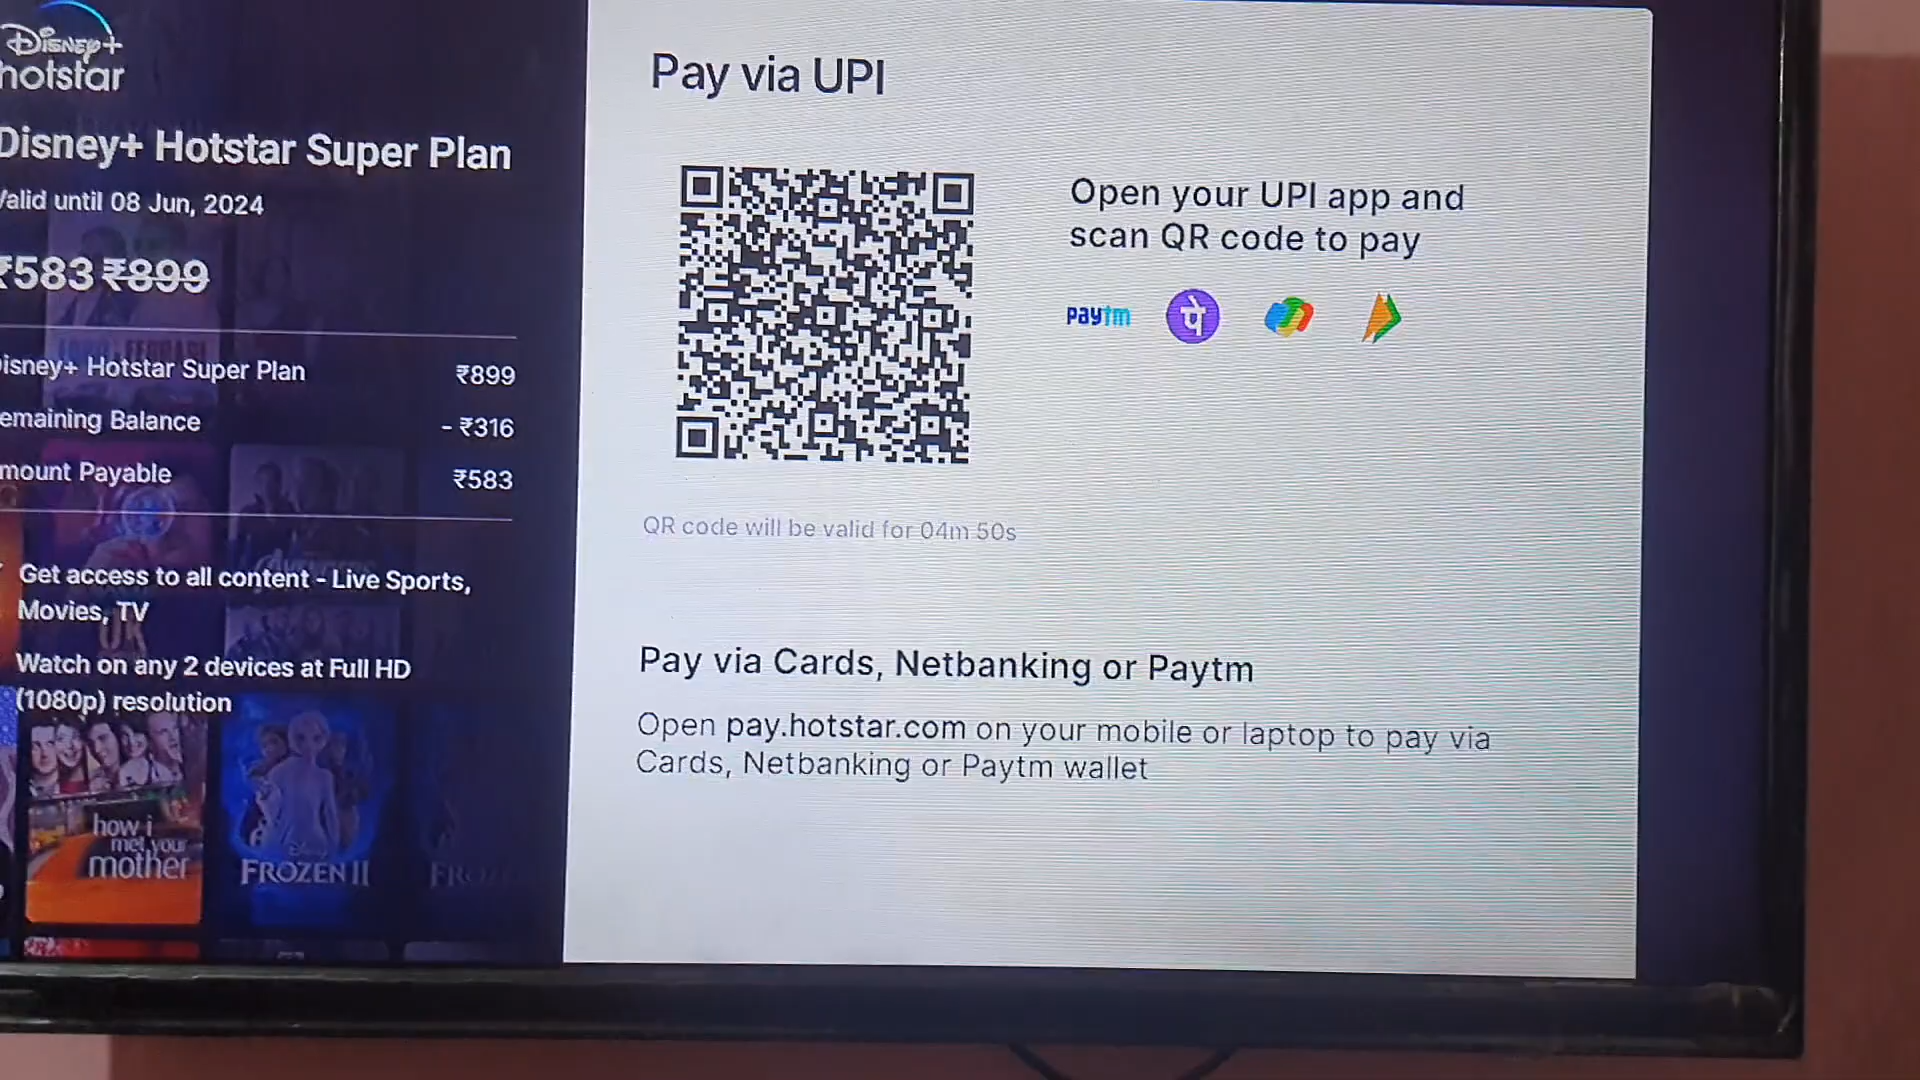 Disney+
hotstar
Disney+ Hotstar Super Plan
Valid until 08 Jun, 2024
₹583 ₹899
Disney+ Hotstar Super Plan ₹899
emaining Balance - ₹316
mount Payable ₹583
Get access to all content - Live Sports,
Movies, TV
Watch on any 2 devices at Full HD
(1080p) resolution
how i
met your
mother
Disney
FROZEN II
FRO
Pay via UPI
Open your UPI app and
scan QR code to pay
paytm पे
QR code will be valid for 04m 50s
Pay via Cards, Netbanking or Paytm
Open pay.hotstar.com on your mobile or laptop to pay via
Cards, Netbanking or Paytm wallet